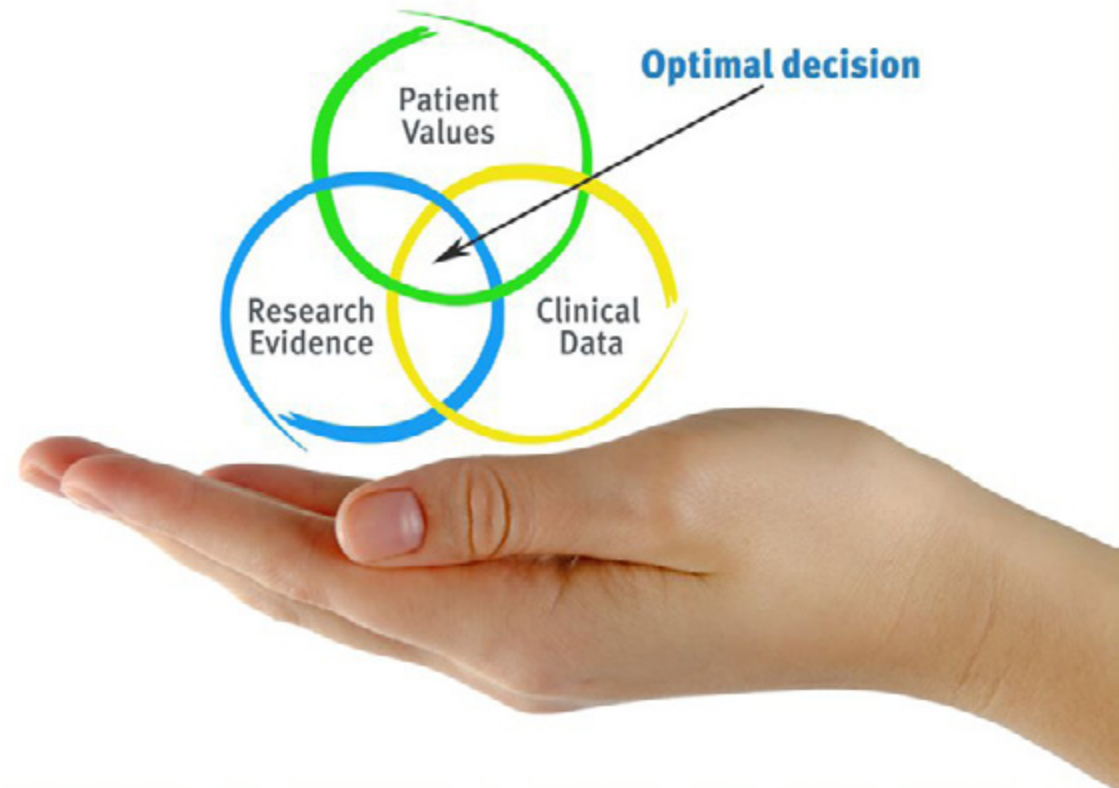 Optimal decision
Patient
Values
Research
Evidence
Clinical
Data